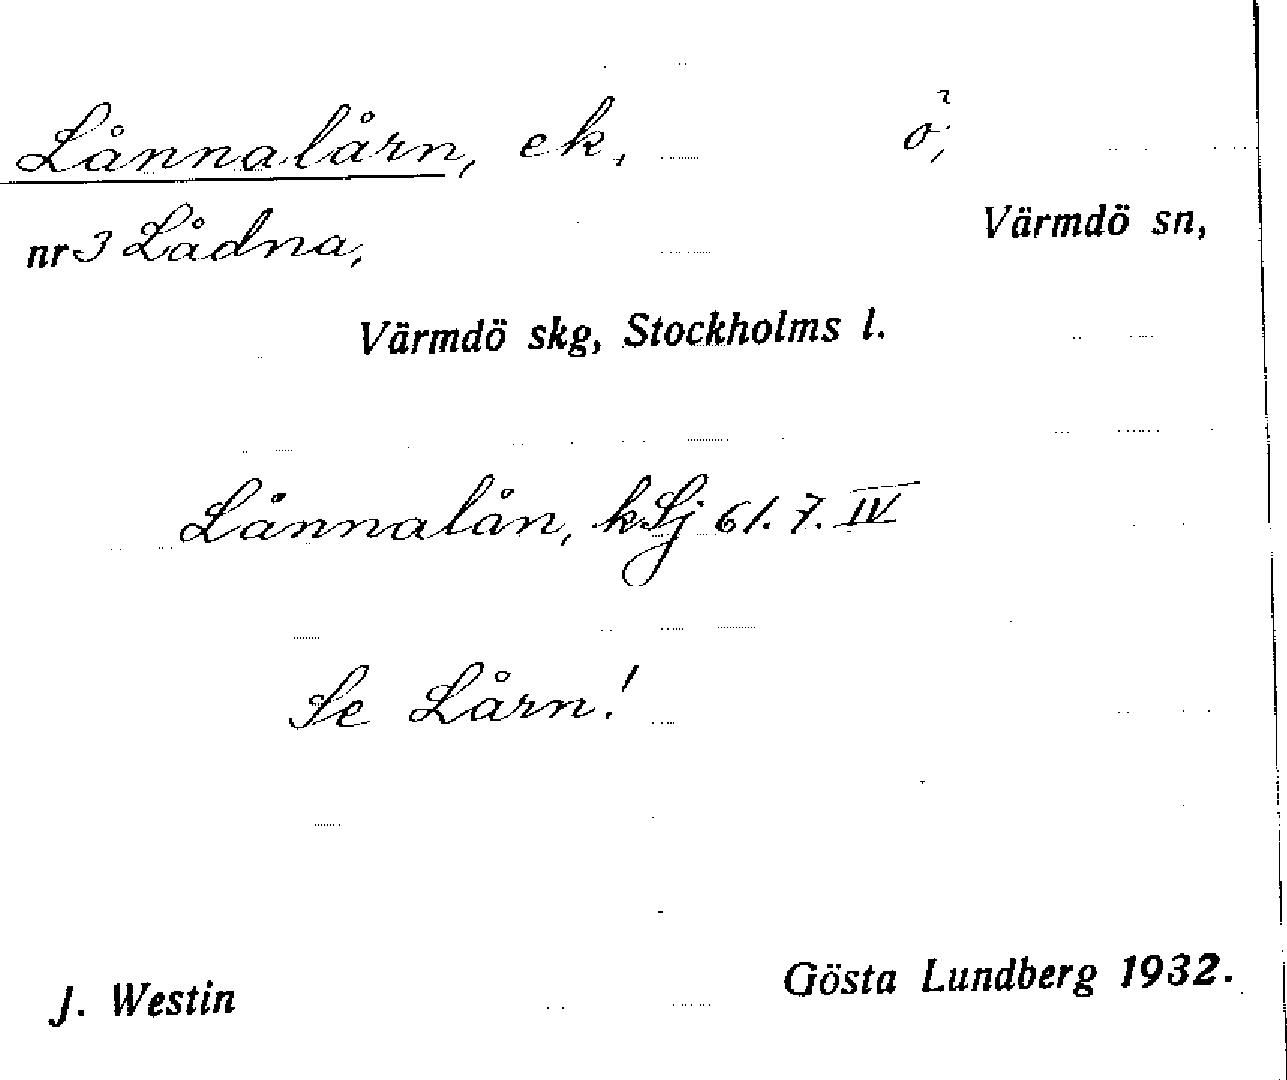 Lånnalårn, ek, ö,
Värmdö sn,
nr 3 Lådna,
Värmdö skg, Stockholms l.
Lånnalån, kSj 61. 7. IV
Se Lårn!
J. Westin
Gösta Lundberg 1932.